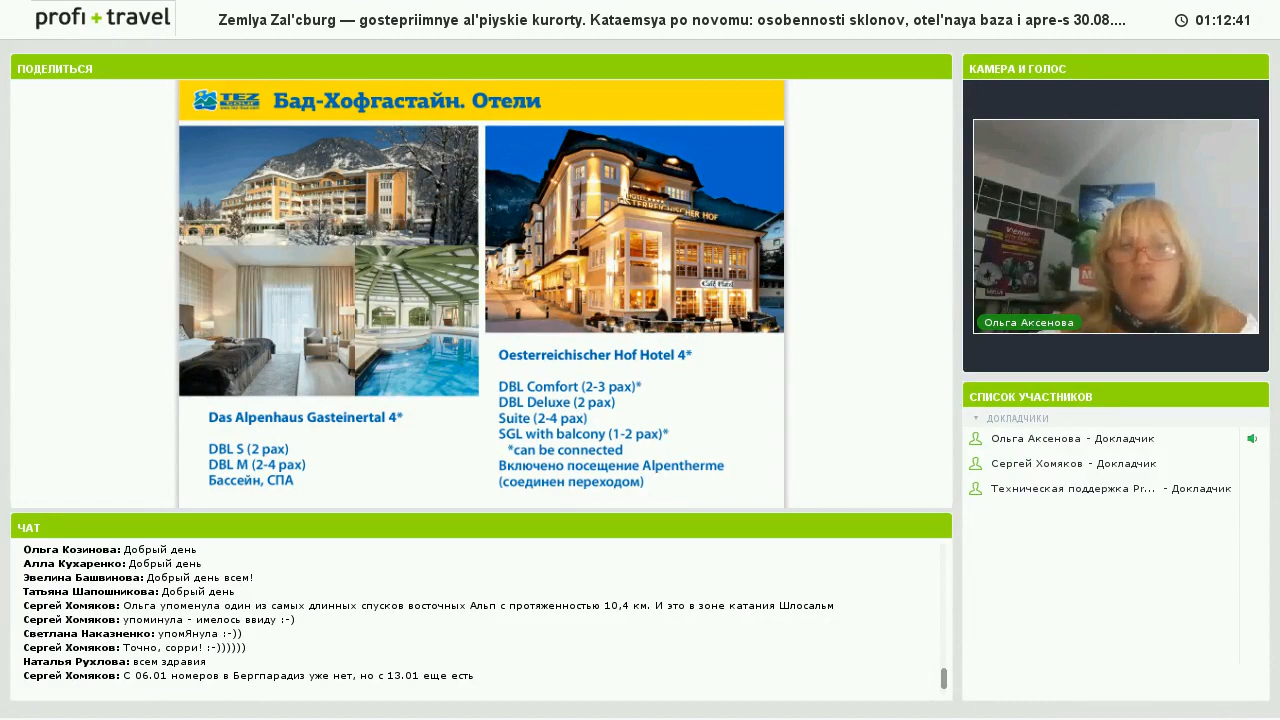 profi + travel
Zemlya Zal'cburg — gostepriimnye al'piyskie kurorty. Kataemsya po novomu: osobennosti sklonov, otel'naya baza i apre-s 30.08....
01:12:41
ПОДЕЛИТЬСЯ
TEZ TOUR
Бад-Хофгастайн. Отели
HOTEL
OSTERREICHISCHER HOF
Das Alpenhaus Gasteinertal 4*
DBL S (2 pax)
DBL M (2-4 pax)
Бассейн, СПА
Oesterreichischer Hof Hotel 4*
DBL Comfort (2-3 pax)*
DBL Deluxe (2 pax)
Suite (2-4 pax)
SGL with balcony (1-2 pax)*
*can be connected
Включено посещение Alpentherme
(соединен переходом)
КАМЕРА И ГОЛОС
Vienne
Ольга Аксенова
СПИСОК УЧАСТНИКОВ
ДОКЛАДЧИКИ
Ольга Аксенова - Докладчик
Сергей Хомяков - Докладчик
Техническая поддержка Pr... - Докладчик
ЧАТ
Ольга Козинова: Добрый день
Алла Кухаренко: Добрый день
Эвелина Башвинова: Добрый день всем!
Татьяна Шапошникова: Добрый день
Сергей Хомяков: Ольга упоменула один из самых длинных спусков восточных Альп с протяженностью 10,4 км. И это в зоне катания Шлосальм
Сергей Хомяков: упоминула - имелось ввиду :-)
Светлана Наказненко: упомЯнула :-))
Сергей Хомяков: Точно, сорри! :-))))))
Наталья Рухлова: всем здравия
Сергей Хомяков: С 06.01 номеров в Бергпарадиз уже нет, но с 13.01 еще есть